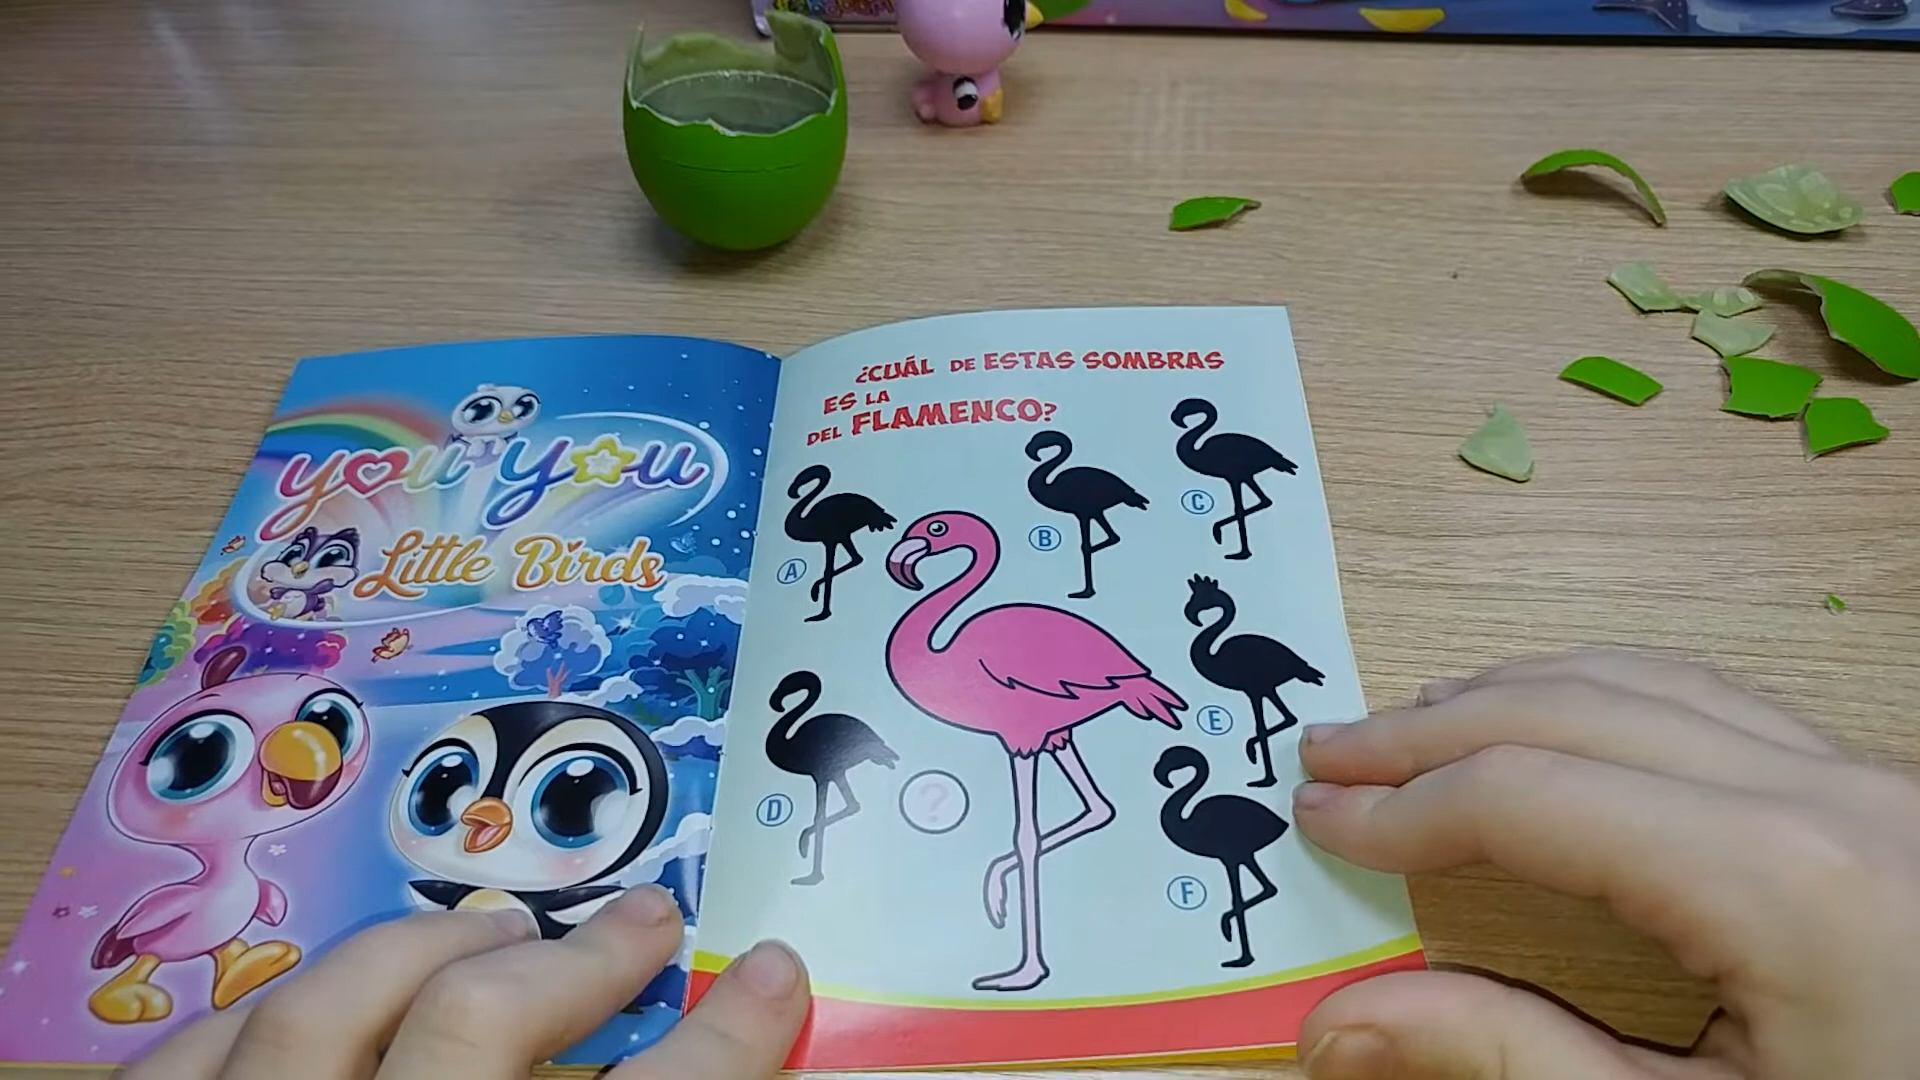 you you
Little Birds
¿CUÁL DE ESTAS SOMBRAS
ES LA
DEL FLAMENCO?
A
B
C
D
E
F
?